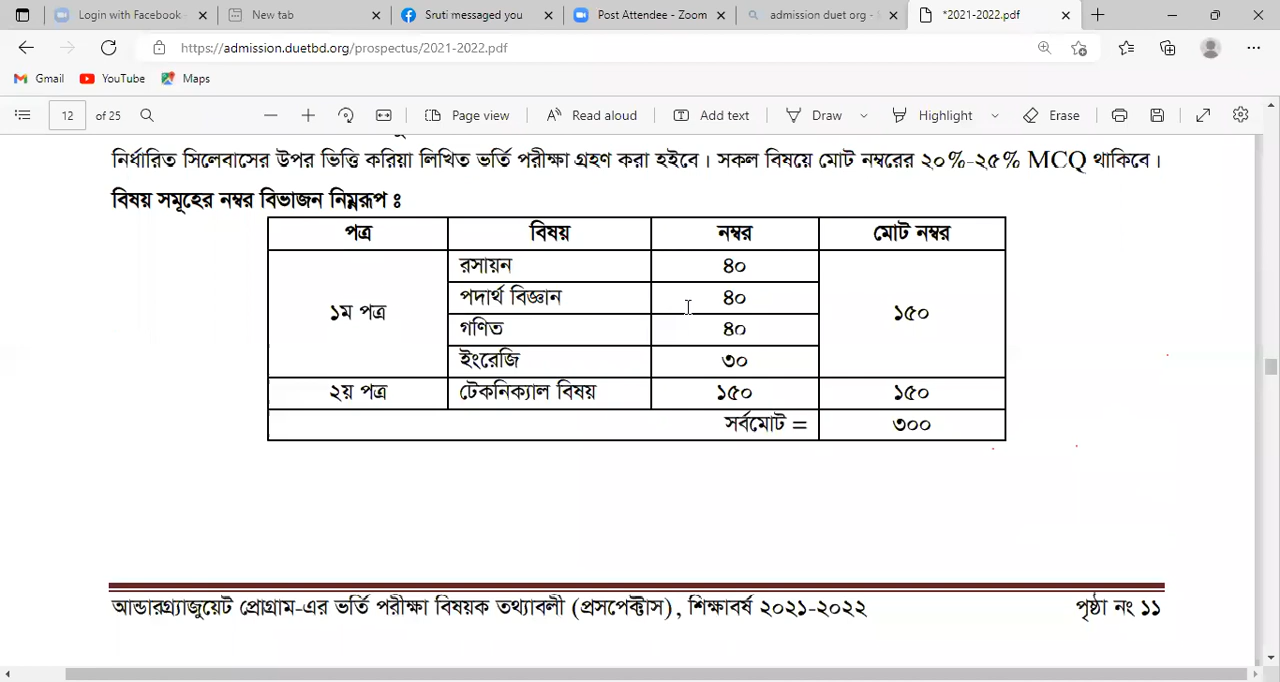 Login with Facebook
New tab
Sruti messaged you
Post Attendee - Zoom
admission duet org -
*2021-2022.pdf
https://admission.duetbd.org/prospectus/2021-2022.pdf
Gmail
YouTube
Maps
12 of 25
Page view
Read aloud
Add text
Draw
Highlight
Erase
নির্ধারিত সিলেবাসের উপর ভিত্তি করিয়া লিখিত ভর্তি পরীক্ষা গ্রহণ করা হইবে। সকল বিষয়ে মোট নম্বরের ২০%-২৫% MCQ থাকিবে।
বিষয় সমূহের নম্বর বিভাজন নিম্নরূপ ঃ
পত্র বিষয় নম্বর মোট নম্বর
১ম পত্র রসায়ন ৪০ ১৫০
পদার্থ বিজ্ঞান ৪০
গণিত ৪০
ইংরেজি ৩০
২য় পত্র টেকনিক্যাল বিষয় ১৫০ ১৫০
সর্বমোট = ৩০০
আন্ডারগ্র্যাজুয়েট প্রোগ্রাম-এর ভর্তি পরীক্ষা বিষয়ক তথ্যাবলী (প্রসপেক্টাস), শিক্ষাবর্ষ ২০২১-২০২২ পৃষ্ঠা নং ১১